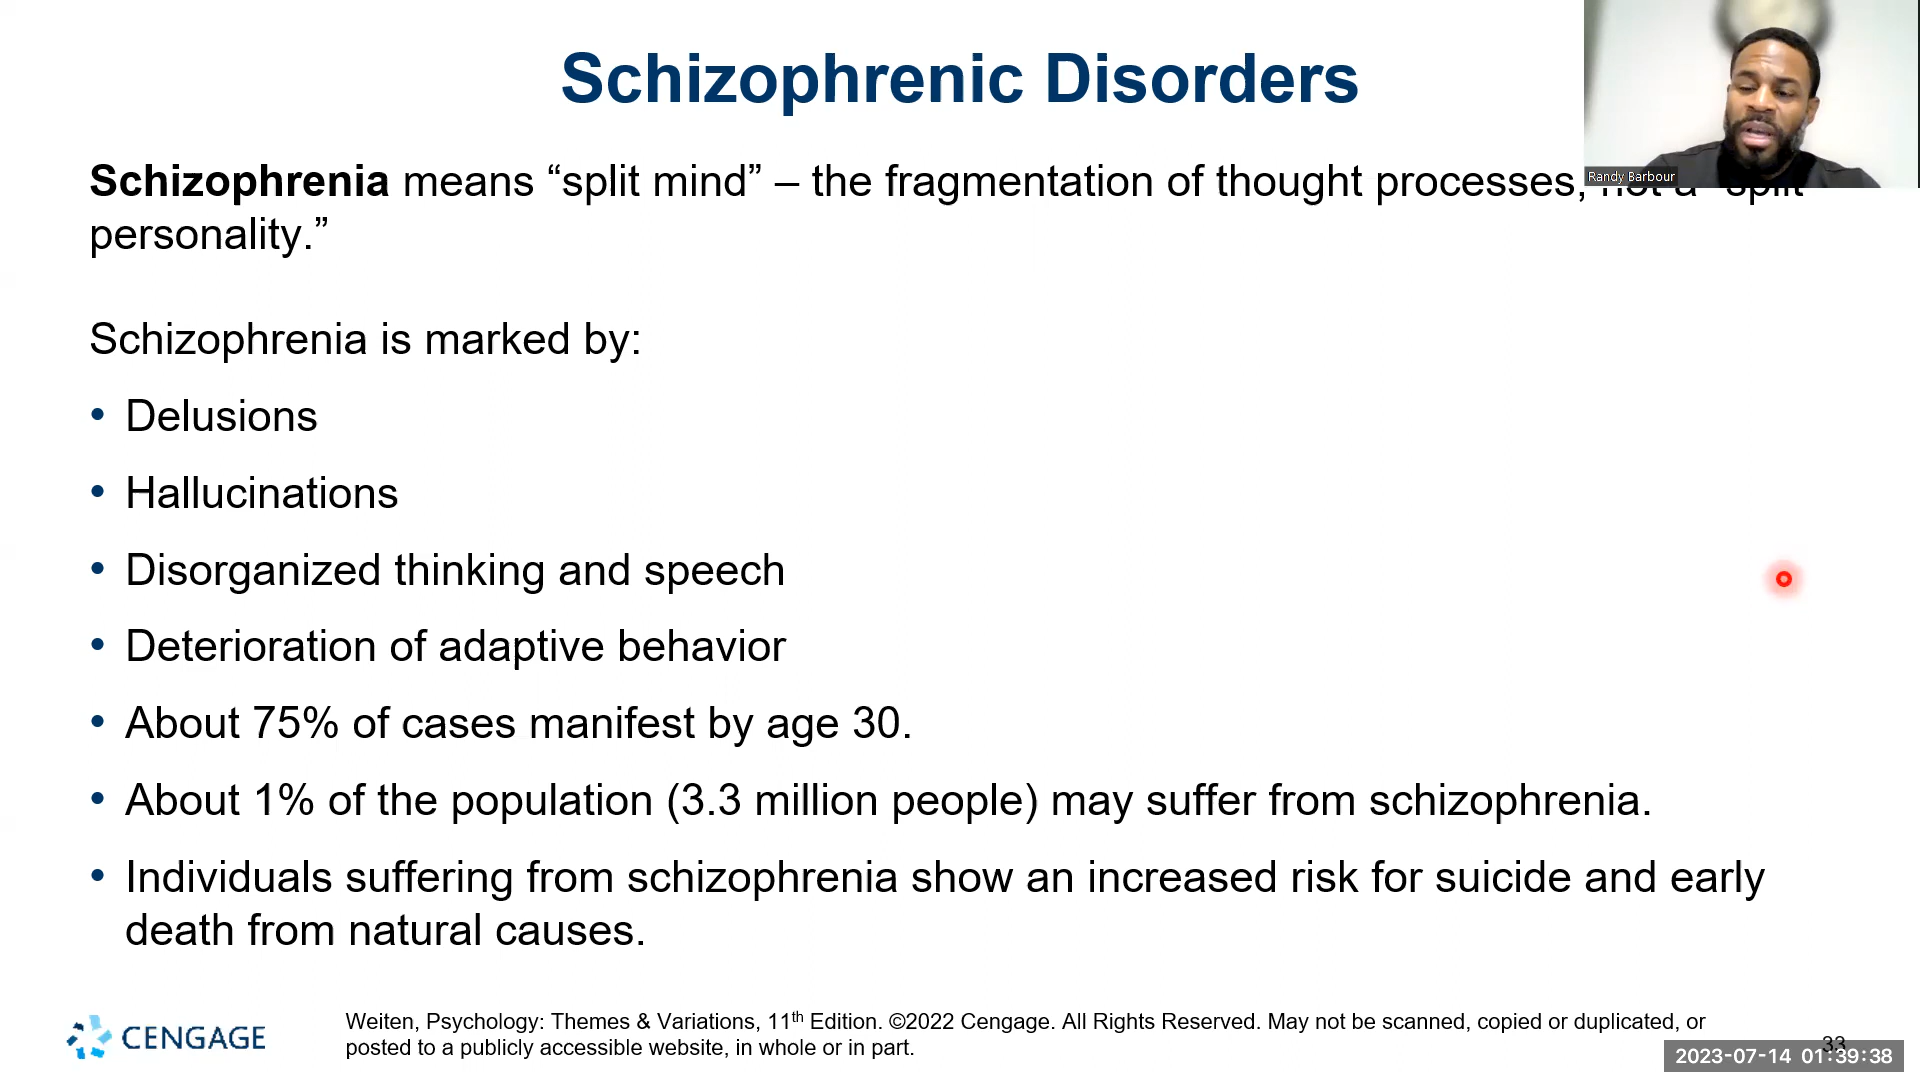 Schizophrenic Disorders
Randy Barbour
Schizophrenia means “split mind” – the fragmentation of thought processes, not a “split
personality.”
Schizophrenia is marked by:
• Delusions
• Hallucinations
• Disorganized thinking and speech
• Deterioration of adaptive behavior
• About 75% of cases manifest by age 30.
• About 1% of the population (3.3 million people) may suffer from schizophrenia.
• Individuals suffering from schizophrenia show an increased risk for suicide and early
death from natural causes.
CENGAGE
Weiten, Psychology: Themes & Variations, 11th Edition. ©2022 Cengage. All Rights Reserved. May not be scanned, copied or duplicated, or
posted to a publicly accessible website, in whole or in part.
33
2023-07-14 01:39:38